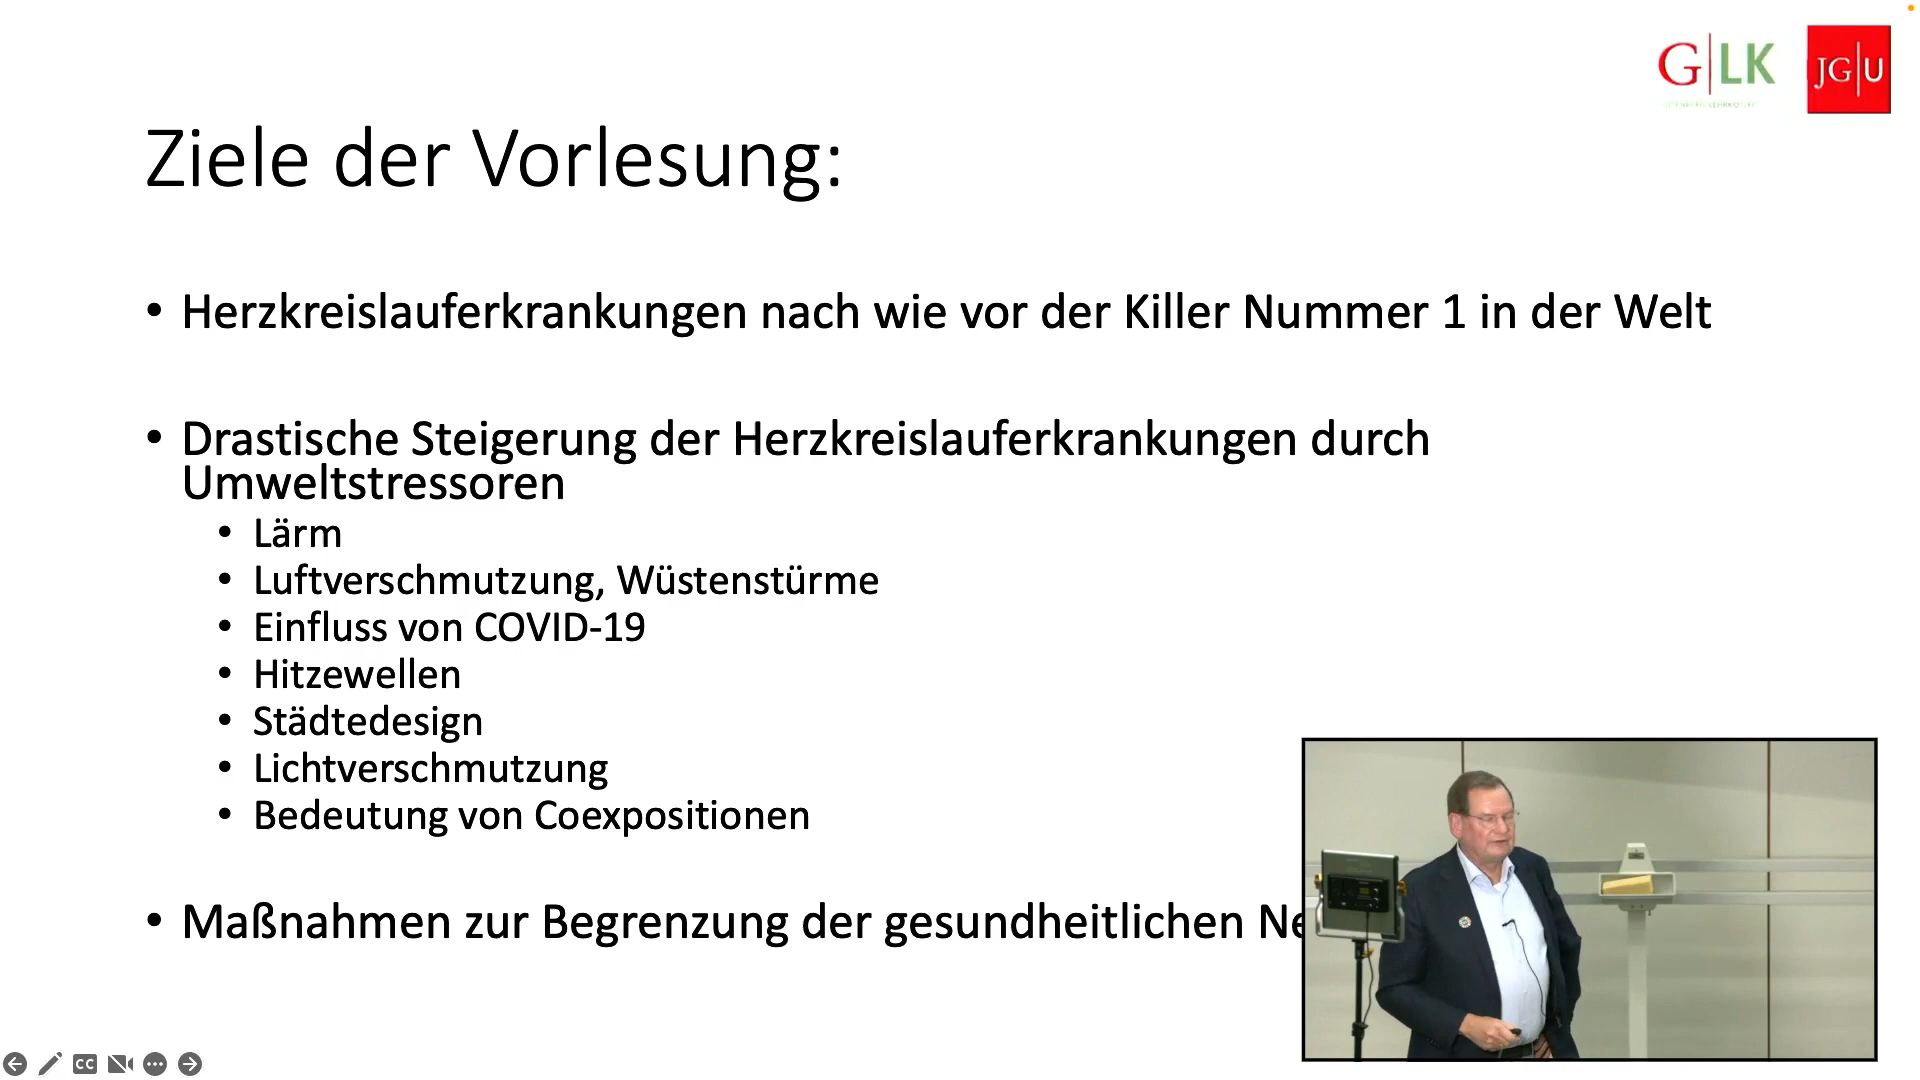 G|LK
JG|U
Ziele der Vorlesung:
• Herzkreislauferkrankungen nach wie vor der Killer Nummer 1 in der Welt
• Drastische Steigerung der Herzkreislauferkrankungen durch
Umweltstressoren
• Lärm
• Luftverschmutzung, Wüstenstürme
• Einfluss von COVID-19
• Hitzewellen
• Städtedesign
• Lichtverschmutzung
• Bedeutung von Coexpositionen
• Maßnahmen zur Begrenzung der gesundheitlichen
CC